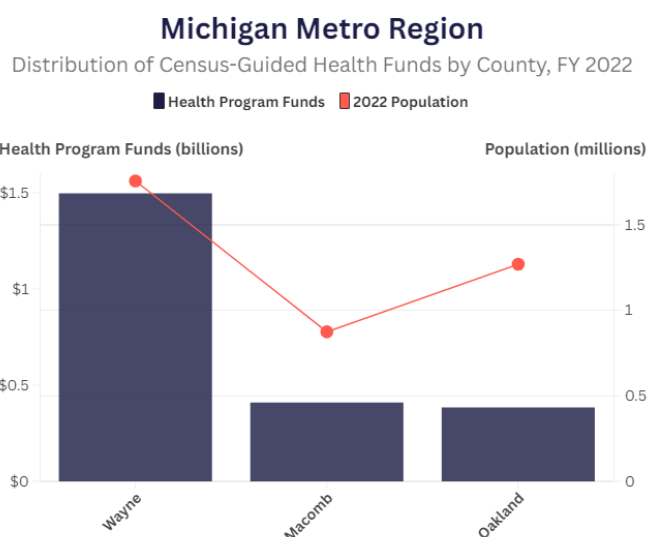 Michigan Metro Region
Distribution of Census-Guided Health Funds by County, FY 2022
Health Program Funds 2022 Population
Health Program Funds (billions) Population (millions)
$1.5
1.5
$1
1
$0.5
0.5
$0 0
Wayne Macomb Oakland